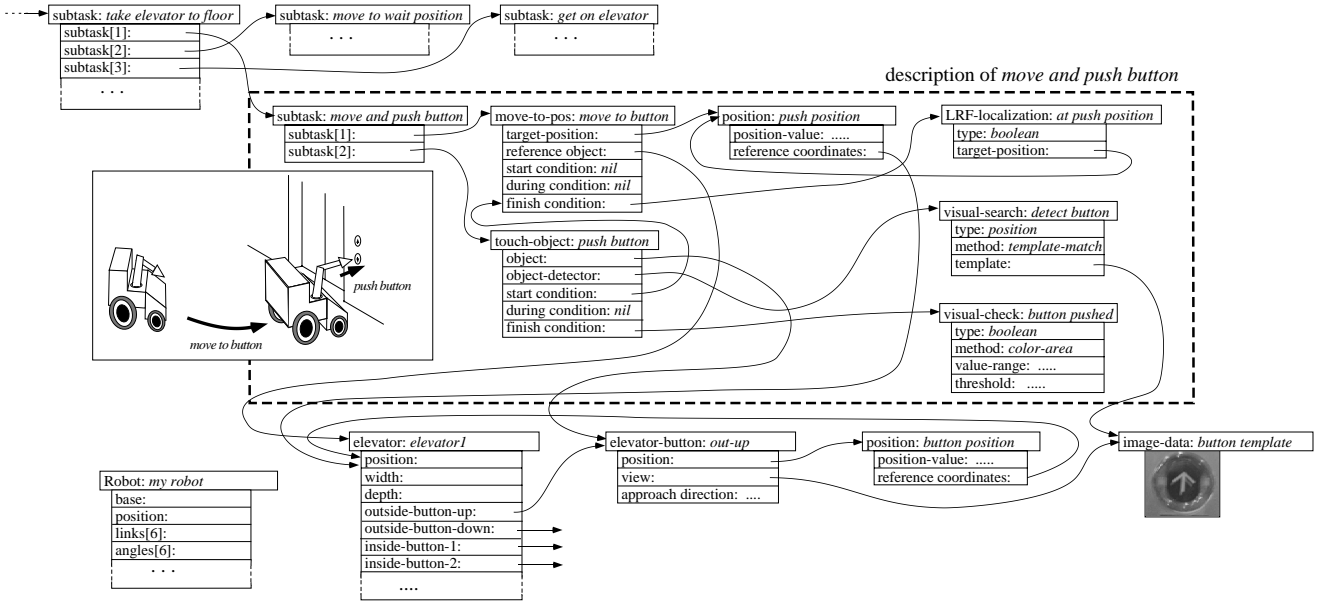 subtask: take elevator to floor
subtask[1]:
subtask[2]:
subtask[3]:
. . .
subtask: move to wait position
. . .
subtask: get on elevator
. . .
description of move and push button
subtask: move and push button
subtask[1]:
subtask[2]:
move-to-pos: move to button
target-position:
reference object:
start condition: nil
during condition: nil
finish condition:
position: push position
position-value: .....
reference coordinates:
LRF-localization: at push position
type: boolean
target-position:
push button
move to button
touch-object: push button
object:
object-detector:
start condition:
during condition: nil
finish condition:
visual-search: detect button
type: position
method: template-match
template:
visual-check: button pushed
type: boolean
method: color-area
value-range: .....
threshold: .....
Robot: my robot
base:
position:
links[6]:
angles[6]:
. . .
elevator: elevator1
position:
width:
depth:
outside-button-up:
outside-button-down:
inside-button-1:
inside-button-2:
....
elevator-button: out-up
position:
view:
approach direction: ....
position: button position
position-value: .....
reference coordinates:
image-data: button template